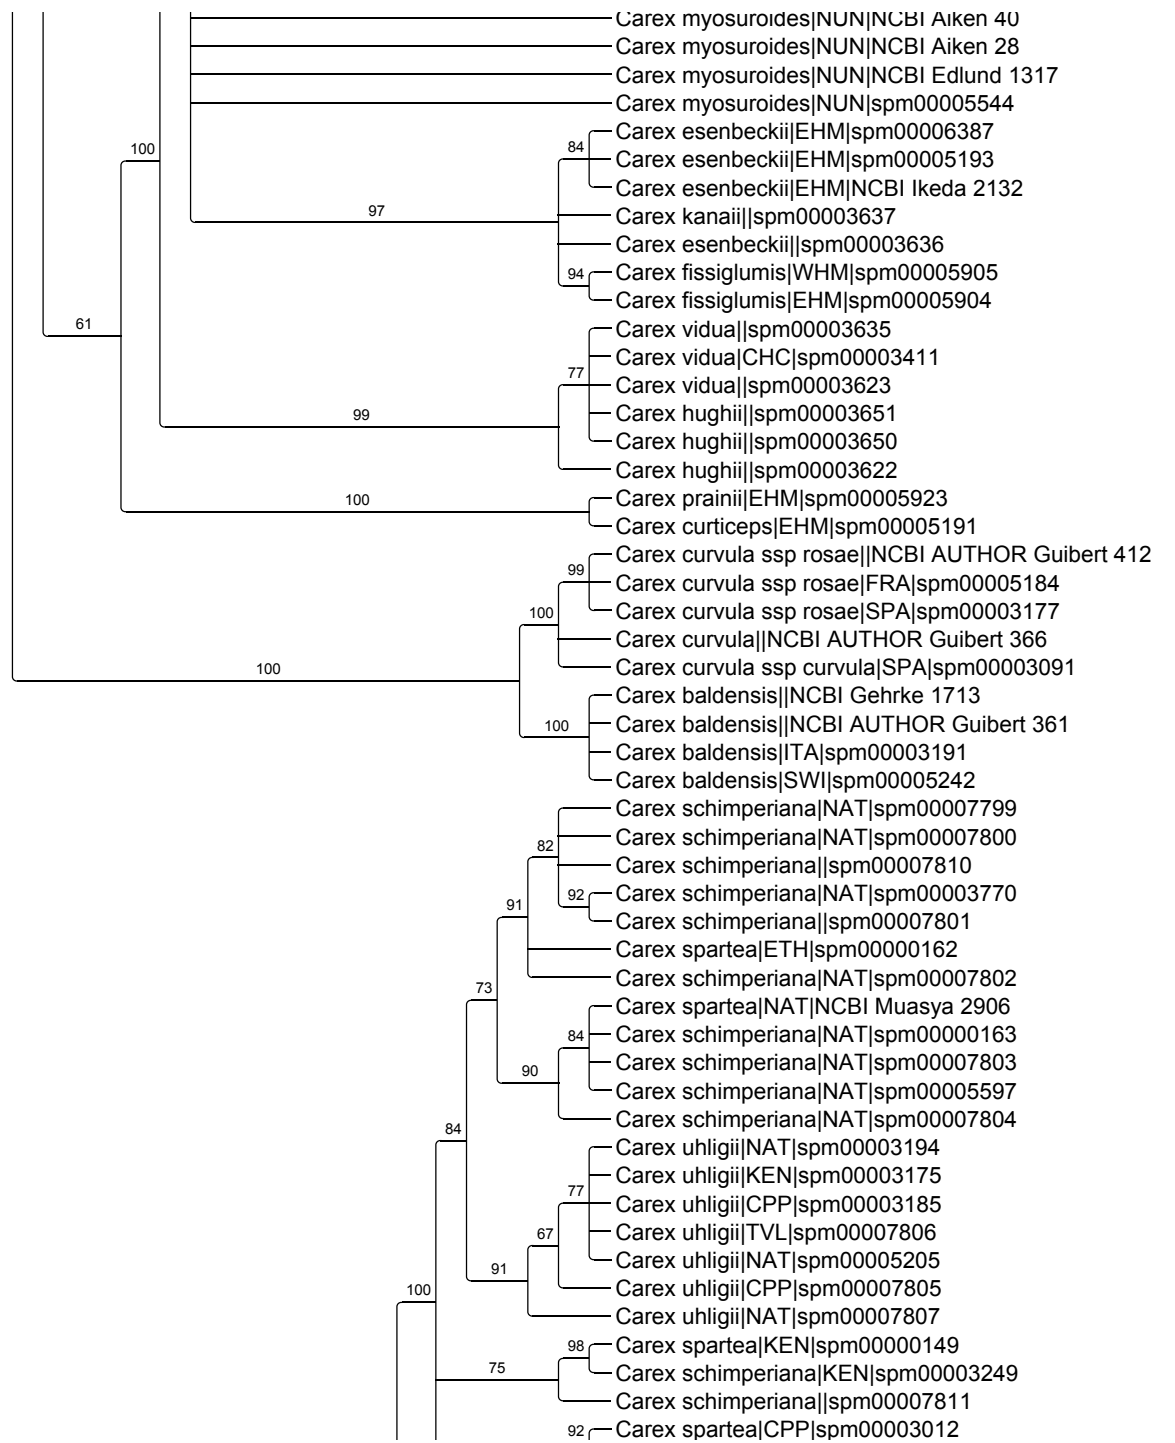 Carex myosuroides|NUN|NCBI Aiken 40
Carex myosuroides|NUN|NCBI Aiken 28
Carex myosuroides|NUN|NCBI Edlund 1317
Carex myosuroides|NUN|spm00005544
Carex esenbeckii|EHM|spm00006387
100
84
Carex esenbeckii|EHM|spm00005193
Carex esenbeckii|EHM|NCBI Ikeda 2132
97
Carex kanaii||spm00003637
Carex esenbeckii||spm00003636
94
Carex fissiglumis|WHM|spm00005905
Carex fissiglumis|EHM|spm00005904
61
Carex vidua||spm00003635
Carex vidua|CHC|spm00003411
77
Carex vidua||spm00003623
99
Carex hughii||spm00003651
Carex hughii||spm00003650
Carex hughii||spm00003622
100
Carex prainii|EHM|spm00005923
Carex curticeps|EHM|spm00005191
Carex curvula ssp rosae||NCBI AUTHOR Guibert 412
99
Carex curvula ssp rosae|FRA|spm00005184
100
Carex curvula ssp rosae|SPA|spm00003177
Carex curvula||NCBI AUTHOR Guibert 366
100
Carex curvula ssp curvula|SPA|spm00003091
Carex baldensis||NCBI Gehrke 1713
100
Carex baldensis||NCBI AUTHOR Guibert 361
Carex baldensis|ITA|spm00003191
Carex baldensis|SWI|spm00005242
Carex schimperiana|NAT|spm00007799
82
Carex schimperiana|NAT|spm00007800
Carex schimperiana||spm00007810
92
Carex schimperiana|NAT|spm00003770
91
Carex schimperiana||spm00007801
Carex spartea|ETH|spm00000162
73
Carex schimperiana|NAT|spm00007802
Carex spartea|NAT|NCBI Muasya 2906
84
Carex schimperiana|NAT|spm00000163
90
Carex schimperiana|NAT|spm00007803
Carex schimperiana|NAT|spm00005597
84
Carex schimperiana|NAT|spm00007804
Carex uhligii|NAT|spm00003194
Carex uhligii|KEN|spm00003175
77
Carex uhligii|CPP|spm00003185
67
Carex uhligii|TVL|spm00007806
91
Carex uhligii|NAT|spm00005205
100
Carex uhligii|CPP|spm00007805
Carex uhligii|NAT|spm00007807
98
Carex spartea|KEN|spm00000149
75
Carex schimperiana|KEN|spm00003249
Carex schimperiana||spm00007811
92
Carex spartea|CPP|spm00003012